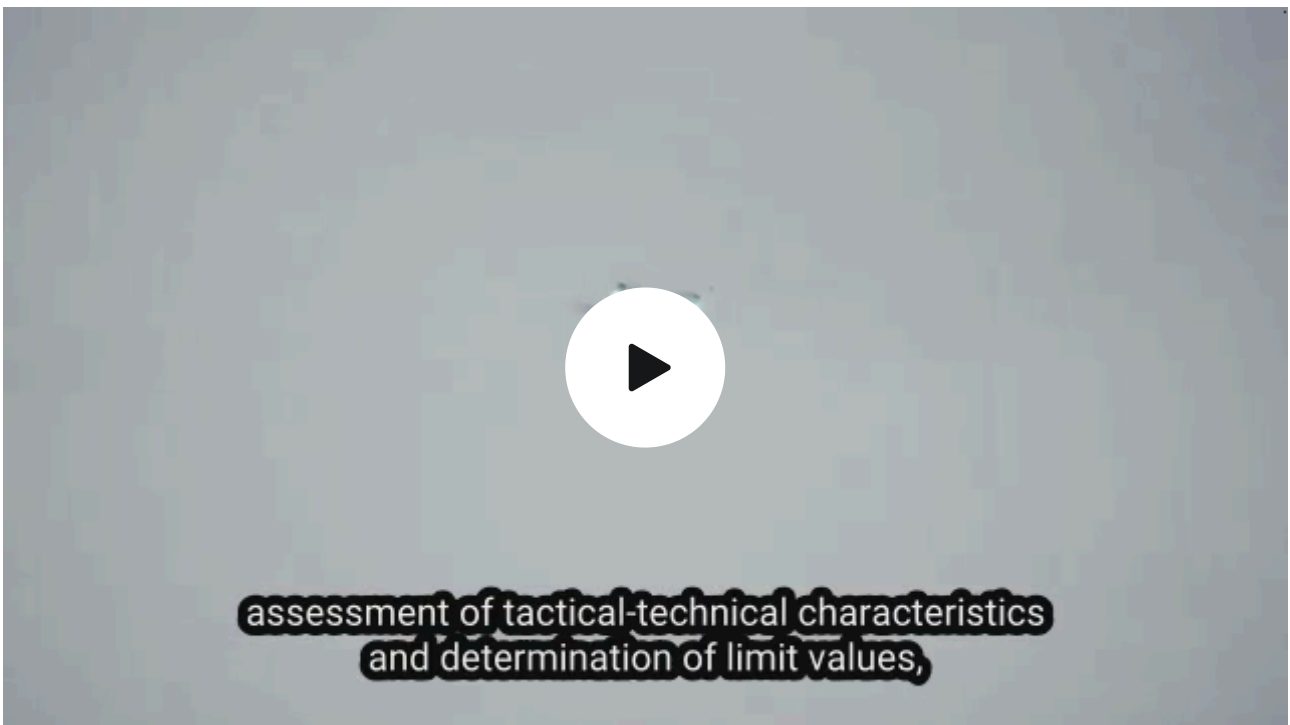 assessment of tactical-technical characteristics
and determination of limit values,